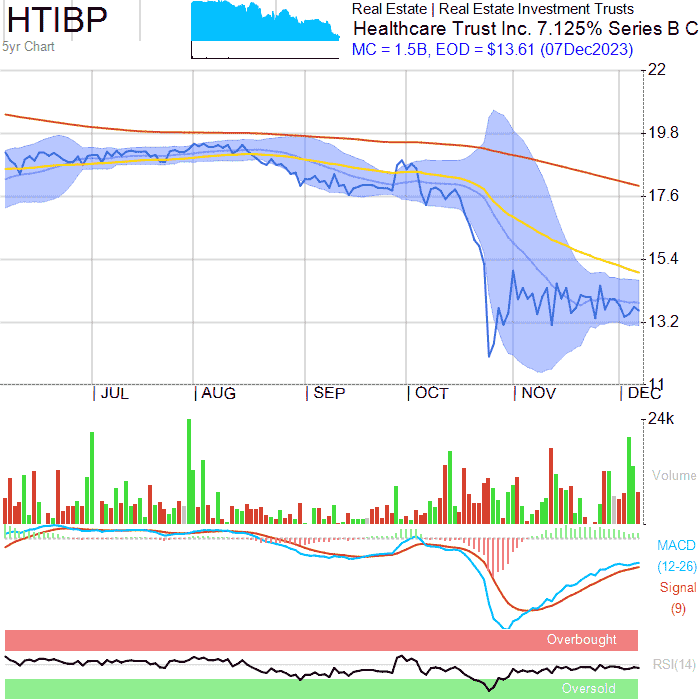 HTIBP
5yr Chart
Real Estate | Real Estate Investment Trusts
Healthcare Trust Inc. 7.125% Series B C
MC = 1.5B, EOD = $13.61 (07Dec2023)
22
19.8
17.6
15.4
13.2
11
JUL
AUG
SEP
OCT
NOV
DEC
24k
Volume
MACD
(12-26)
Signal
(9)
Overbought
RSI(14)
Oversold